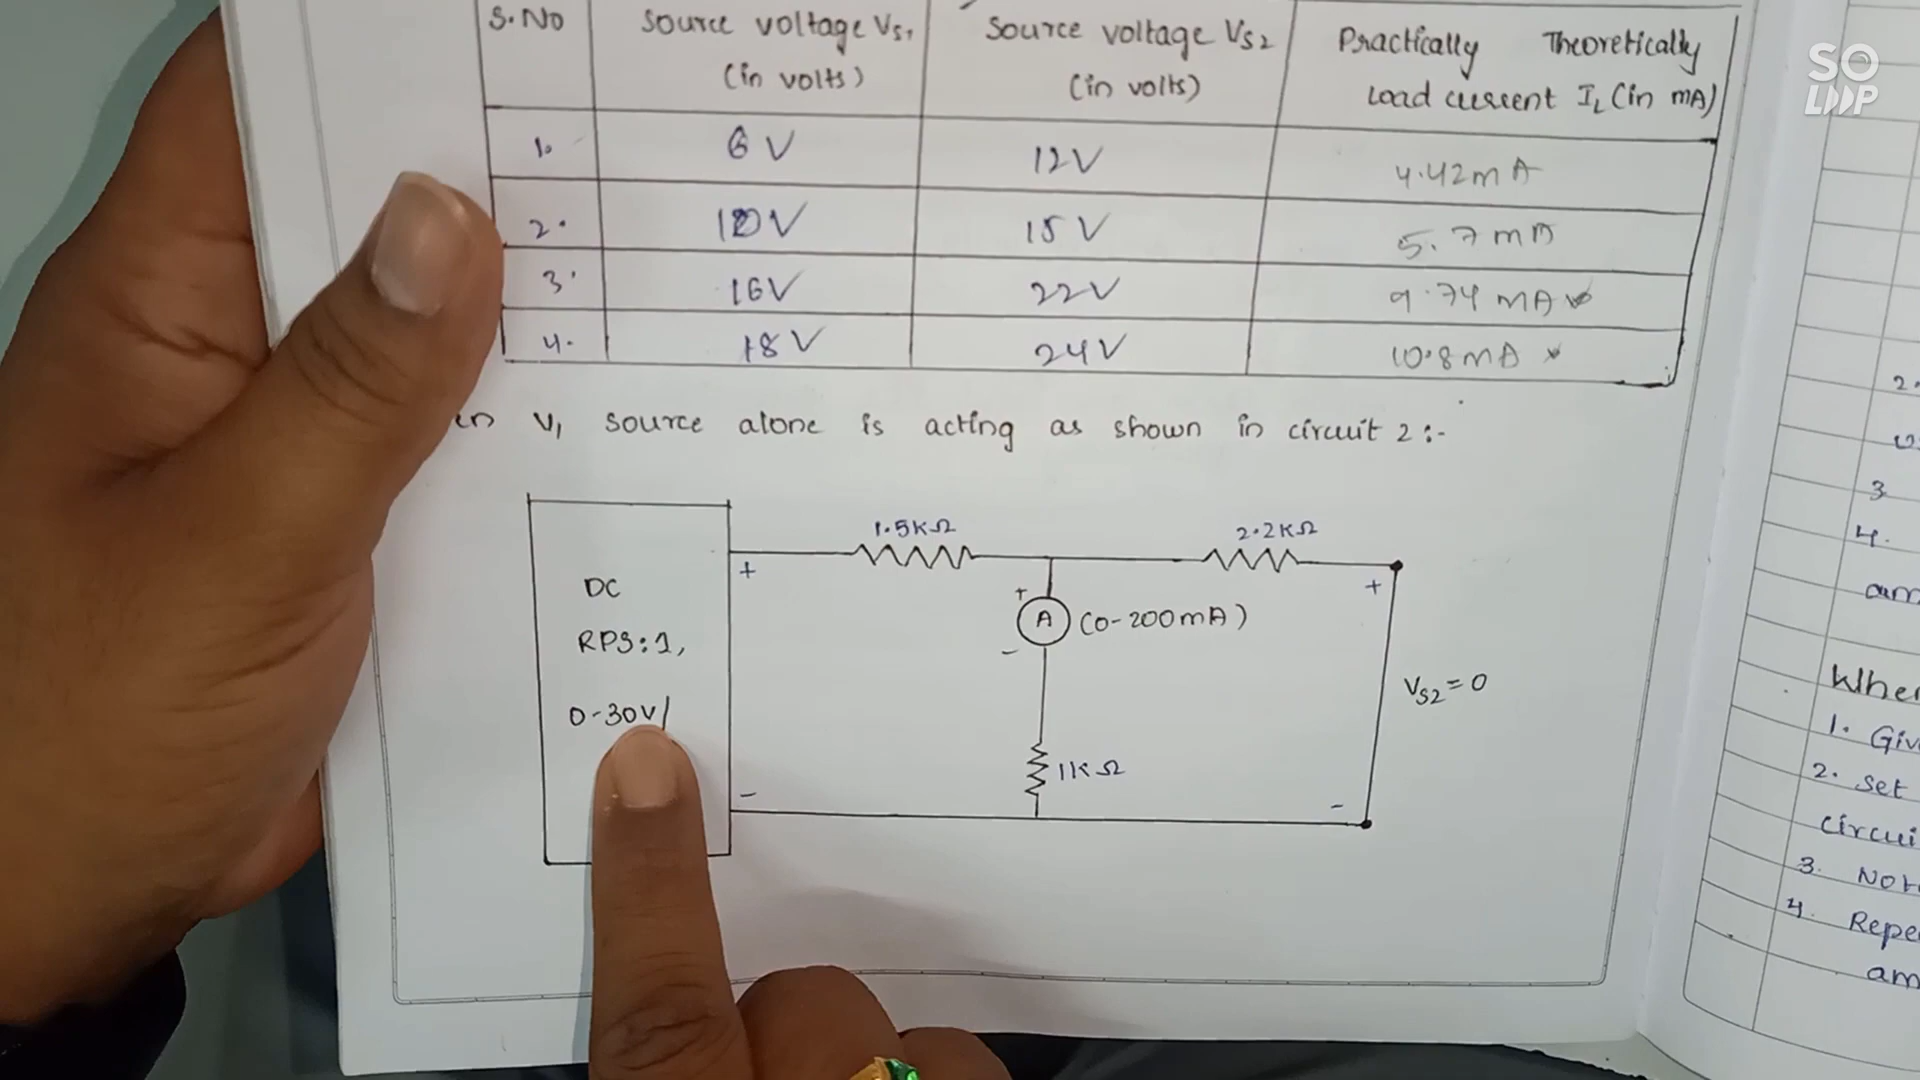 S.No
Source voltage Vs1
(in volts)
Source voltage Vs2
(in volts)
Practically Theoretically
Load current IL (in mA)
1. 6V 12V 4.42mA
2. 10V 15V 5.7mA
3. 16V 22V 9.74mA
4. 18V 24V 10.8mA
en V1 source alone is acting as shown in circuit 2:-
1.5KΩ 2.2KΩ
+ +
DC
RPS:1,
0-30V/
+
A (0-200mA)
-
Vs2=0
1KΩ
- -
2.
3
4.
am
When
1. Giv
2. Set
circui
3. Not
4. Repe
am
SO
LOOP